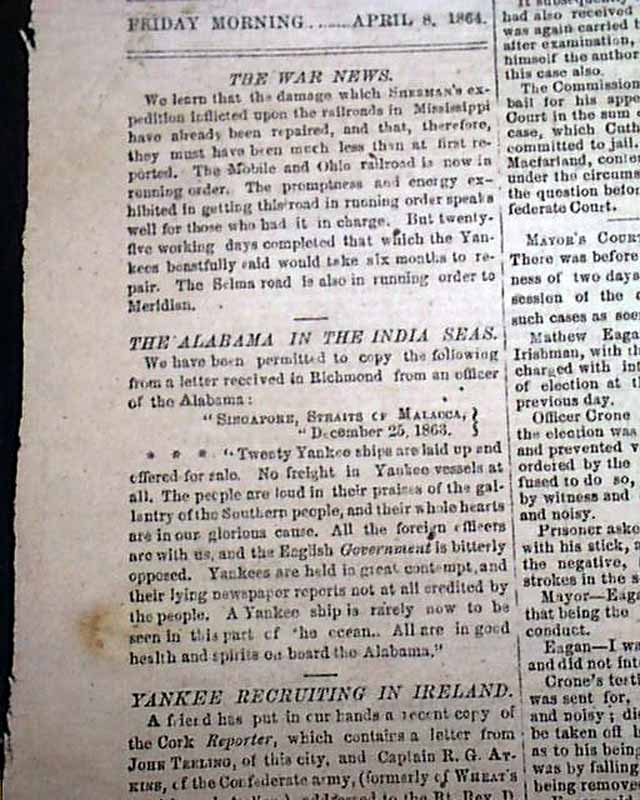 FRIDAY MORNING........APRIL 8, 1864.
THE WAR NEWS.
We learn that the damage which SHERMAN's ex-
pedition inflicted upon the railroads in Mississippi
have already been repaired, and that, therefore,
they must have been much less than at first re-
ported. The Mobile and Ohio railroad is now in
running order. The promptness and energy ex-
hibited in getting this road in running order speaks
well for those who had it in charge. But twenty-
five working days completed that which the Yan-
kees boastfully said would take six months to re-
pair. The Selma road is also in running order to
Meridian.
THE ALABAMA IN THE INDIA SEAS.
We have been permitted to copy the following
from a letter received in Richmond from an officer
of the Alabama:
"SINGAPORE, STRAITS OF MALACCA, }
"December 25, 1863. }
* * * "Twenty Yankee ships are laid up and
offered for sale. No freight in Yankee vessels at
all. The people are loud in their praises of the gal-
lantry of the Southern people, and their whole hearts
are in our glorious cause. All the foreign officers
are with us, and the English Government is bitterly
opposed. Yankees are held in great contempt, and
their lying newspaper reports not at all credited by
the people. A Yankee ship is rarely now to be
seen in this part of the ocean. All are in good
health and spirits on board the Alabama."
YANKEE RECRUITING IN IRELAND.
A friend has put in our hands a recent copy of
the Cork Reporter, which contains a letter from
JOHN TEELING, of this city, and Captain R. G. AT-
KINS, of the Confederate army, (formerly of WHEAT'S
addressed to the Rt. Rev. D
It subsequently
had also received
was again carried t
after examination,
himself the author
this case also.
The Commission
bail for his appe
Court in the sum
case, which Cuth
committed to jail.
Macfarland, conte
under the circums
the question befor
federate Court.
MAYOR'S COURT
There was before
ness of two days
session of the
such cases as seem
Mathew Eaga
Irishman, with th
charged with int
of election at t
previous day.
Officer Crone
the election was
and prevented v
ordered by the
fused to do so,
by witness and
and noisy.
Prisoner aske
with his stick, a
the negative,
strokes in the s
Mayor—Eaga
that being the
conduct.
Eagan—I wa
and did not int
Crone's testi
was sent for,
and noisy; di
be taken off
as to his being
was by falling
being removed